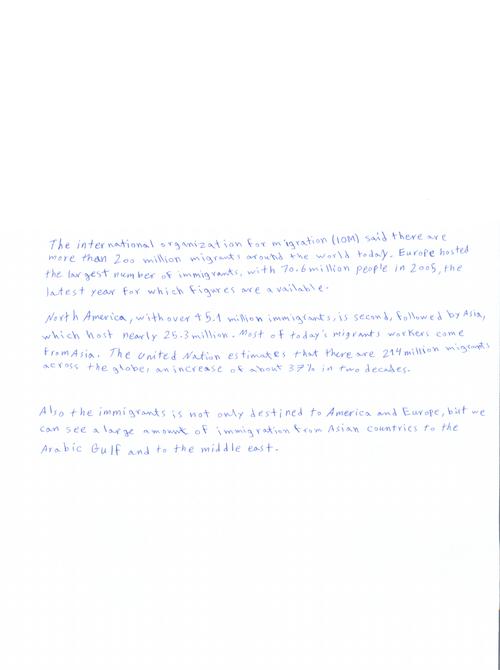 The international organization for migration (IOM) said there are
more than 200 million migrants around the world today. Europe hosted
the largest number of immigrants, with 70.6 million people in 2005, the
latest year for which figures are available.
North America, with over 45.1 million immigrants, is second, followed by Asia,
which host nearly 25.3 million. Most of today's migrants workers come
from Asia. The United Nation estimates that there are 214 million migrants
across the globe, an increase of about 37% in two decades.
Also the immigrants is not only destined to America and Europe, but we
can see a large amount of immigration from Asian countries to the
Arabic Gulf and to the middle east.